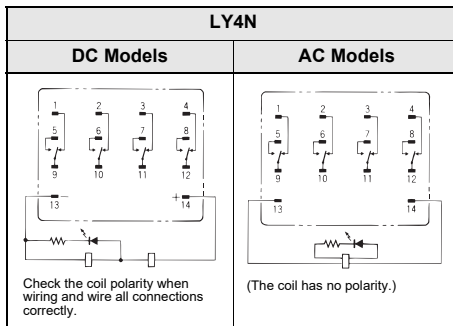 LY4N
DC Models
AC Models
1 2 3 4
5 6 7 8
9 10 11 12
13 − + 14
Check the coil polarity when
wiring and wire all connections
correctly.
1 2 3 4
5 6 7 8
9 10 11 12
13 14
(The coil has no polarity.)